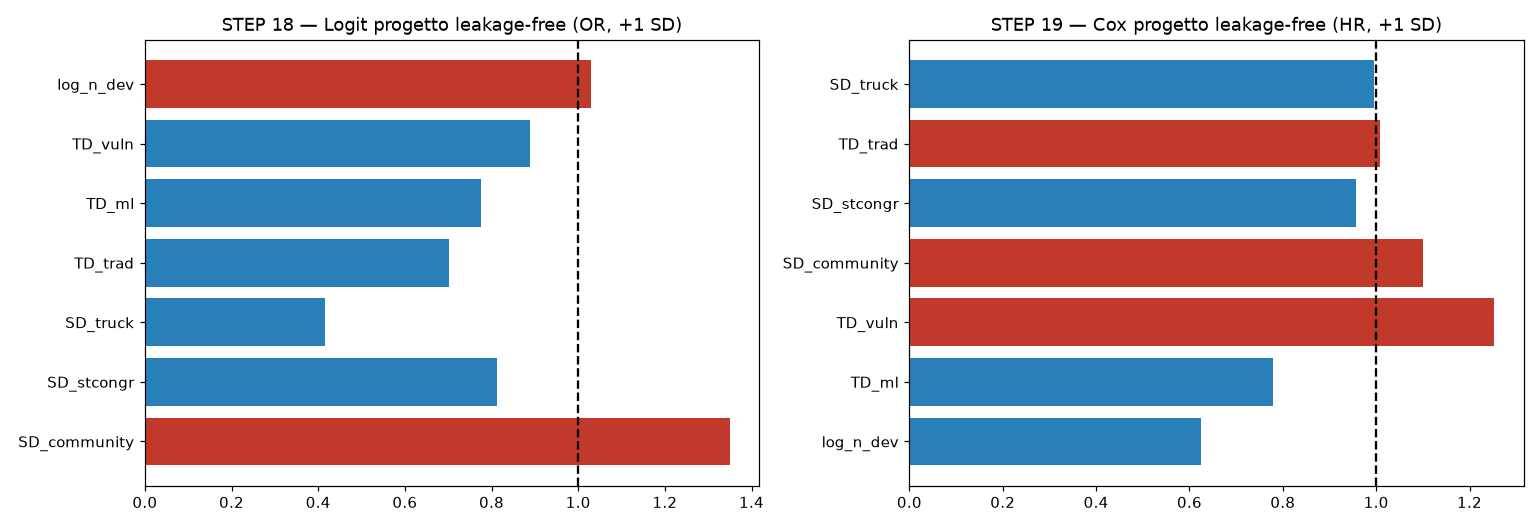 STEP 18 — Logit progetto leakage-free (OR, +1 SD)
log_n_dev
TD_vuln
TD_ml
TD_trad
SD_truck
SD_stcongr
SD_community
0.0 0.2 0.4 0.6 0.8 1.0 1.2 1.4
STEP 19 — Cox progetto leakage-free (HR, +1 SD)
SD_truck
TD_trad
SD_stcongr
SD_community
TD_vuln
TD_ml
log_n_dev
0.0 0.2 0.4 0.6 0.8 1.0 1.2